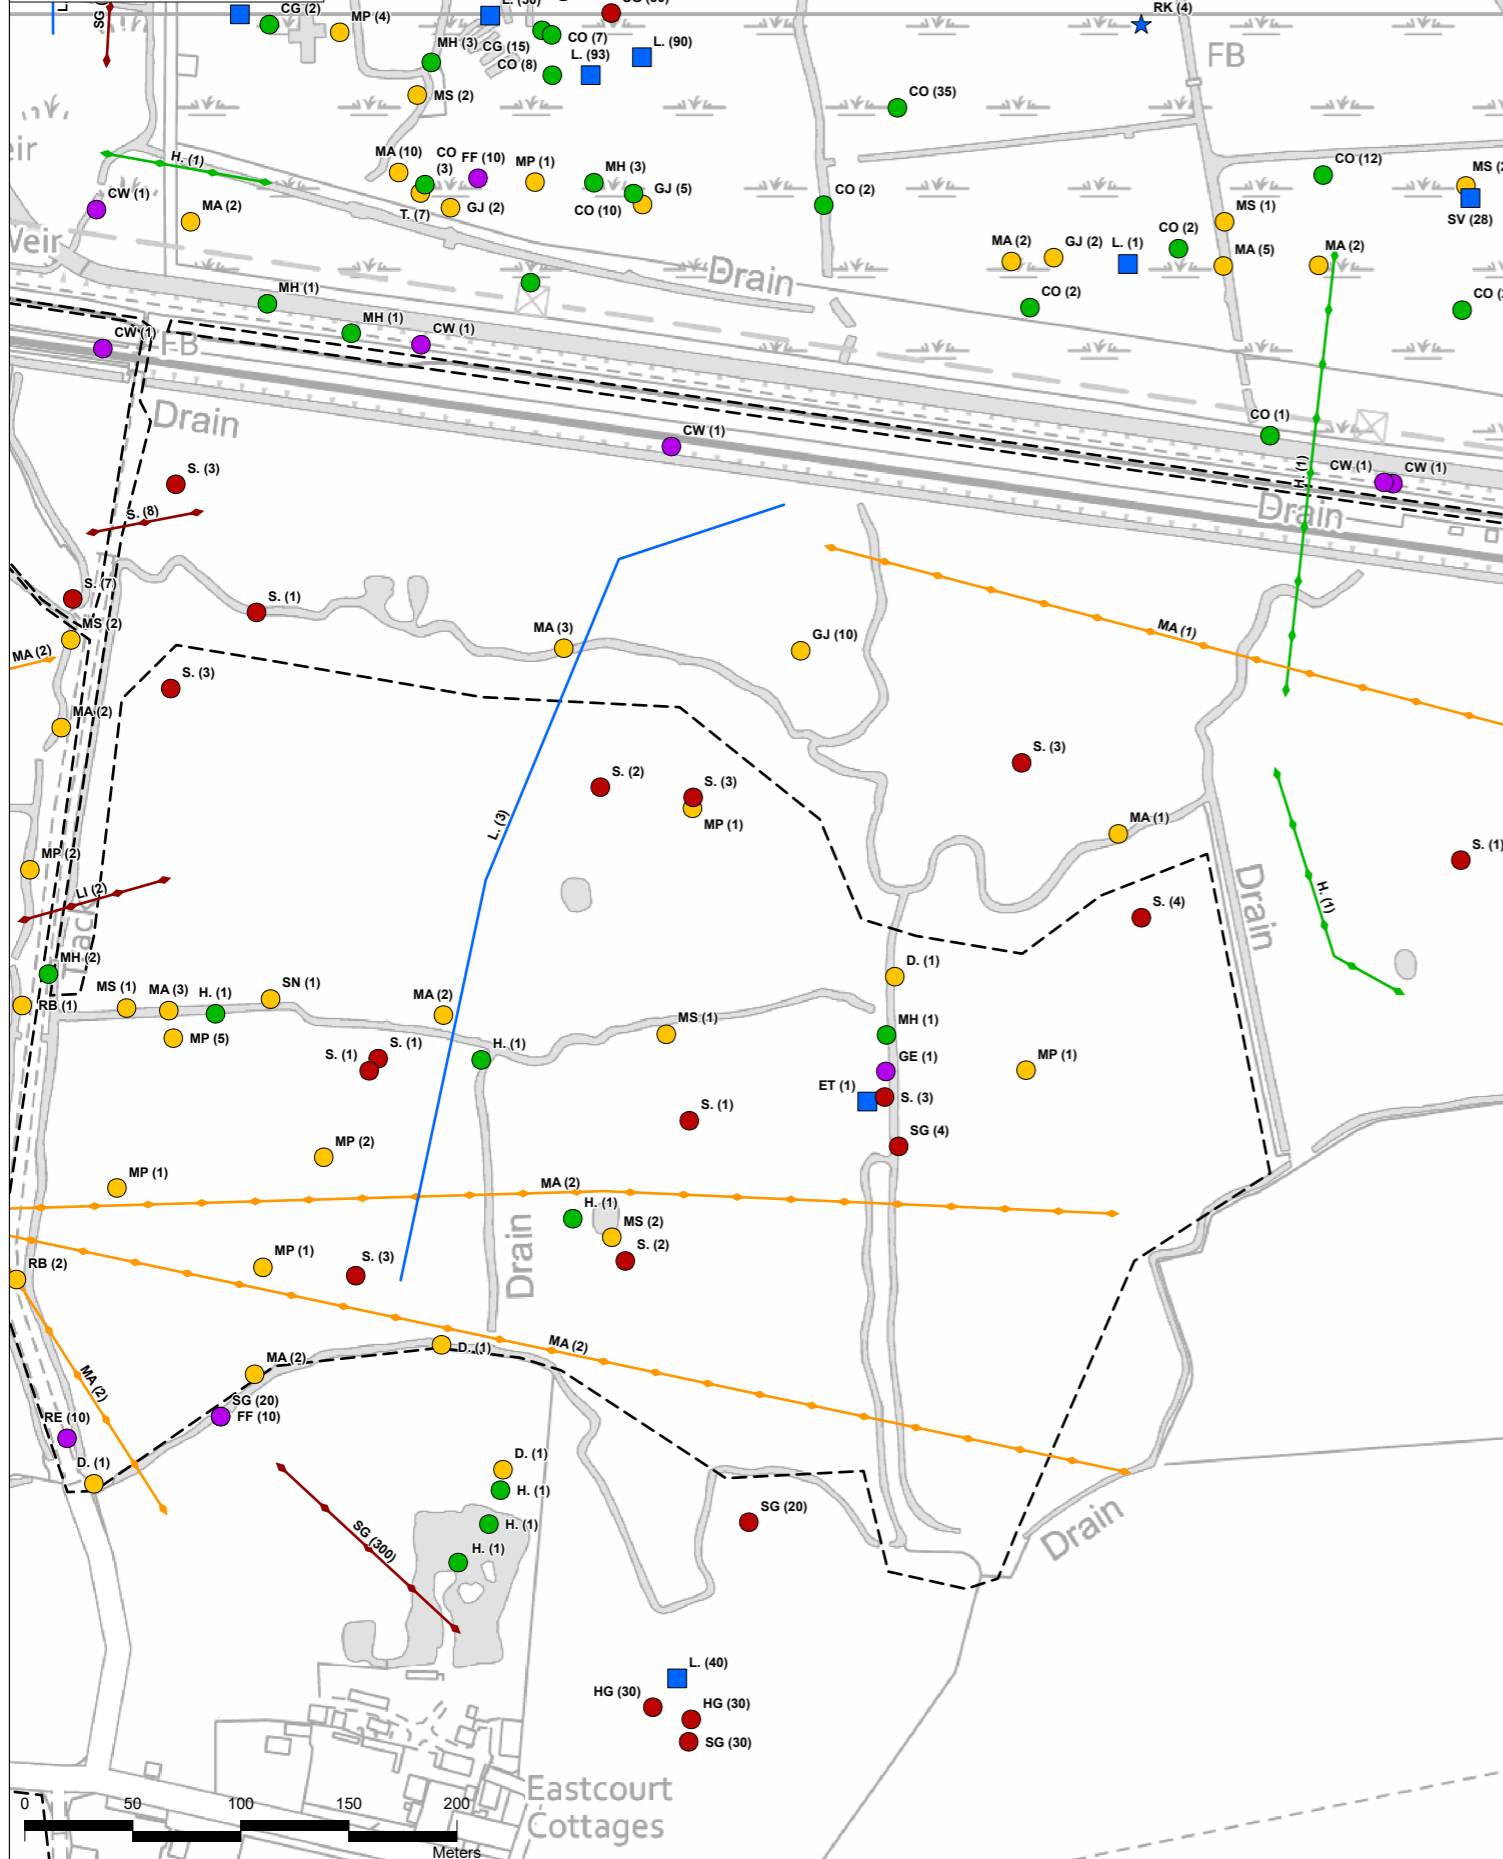 CG (2)
MP (4)
RK (4)
FB
MH (3)
CG (15)
CO (7)
CO (8)
L. (93)
L. (90)
MS (2)
CO (35)
H. (1)
MA (10)
CO
(3)
FF (10)
MP (1)
MH (3)
GJ (5)
CO (10)
T. (7)
GJ (2)
CO (2)
CO (12)
SV (28)
CW (1)
MA (2)
MS (1)
CO (2)
MA (5)
MA (2)
GJ (2)
L. (1)
MA (2)
Drain
CO (2)
MH (1)
MH (1)
CW (1)
CW (1)
FB
Drain
CW (1)
CO (1)
H. (1)
CW (1)
CW (1)
Drain
S. (3)
S. (8)
S. (7)
S. (1)
MS (2)
MA (2)
MA (3)
GJ (10)
MA (1)
S. (3)
MA (2)
S. (3)
S. (2)
S. (3)
MP (1)
L. (3)
MA (1)
S. (1)
MP (2)
LI (2)
Track
H. (1)
Drain
S. (4)
MH (2)
RB (1)
MS (1)
MA (3)
H. (1)
SN (1)
MP (5)
MA (2)
D. (1)
MS (1)
MH (1)
S. (1)
S. (1)
H. (1)
GE (1)
MP (1)
ET (1)
S. (3)
S. (1)
SG (4)
MP (2)
MP (1)
MA (2)
H. (1)
MS (2)
S. (2)
Drain
MP (1)
S. (3)
RB (2)
MA (2)
D. (1)
MA (2)
MA (2)
SG (20)
FF (10)
RE (10)
D. (1)
D. (1)
H. (1)
H. (1)
H. (1)
SG (300)
SG (20)
Drain
L. (40)
HG (30)
HG (30)
SG (30)
Eastcourt
Cottages
0 50 100 150 200
Meters